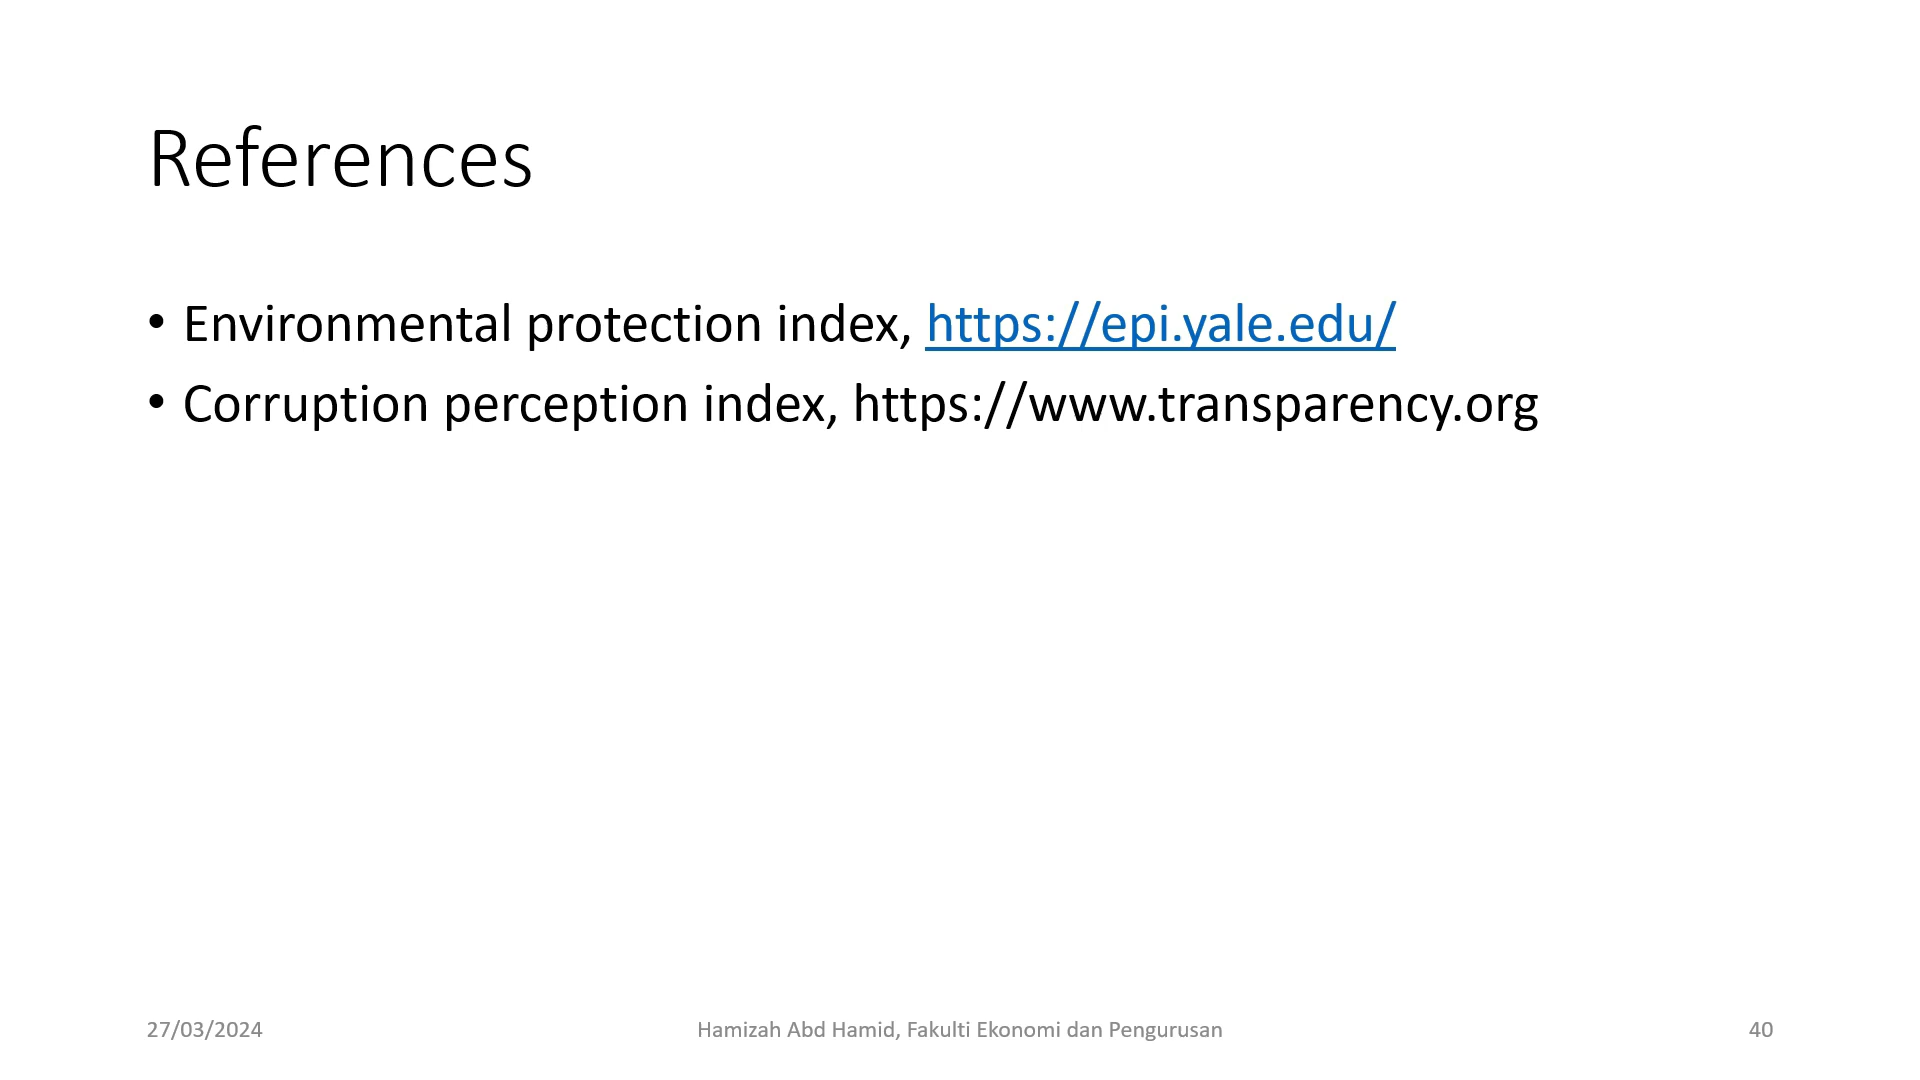 References
• Environmental protection index, https://epi.yale.edu/
• Corruption perception index, https://www.transparency.org
27/03/2024
Hamizah Abd Hamid, Fakulti Ekonomi dan Pengurusan
40